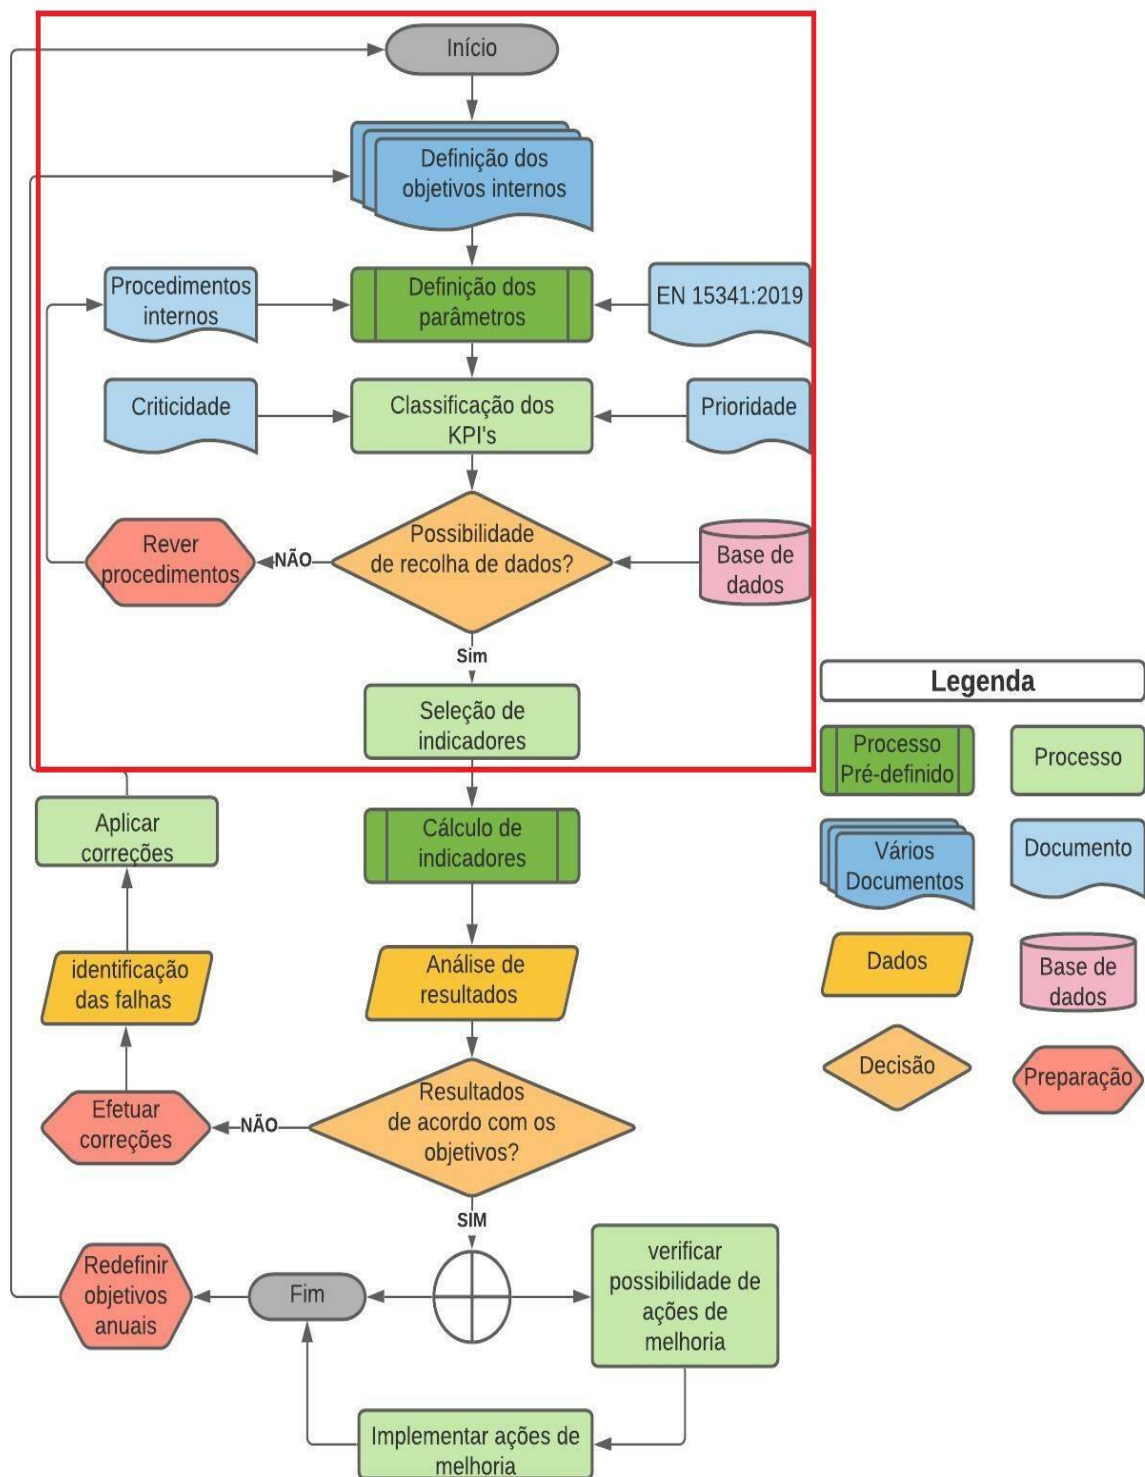 Início
Definição dos
objetivos internos
Procedimentos
internos
Definição dos
parâmetros
EN 15341:2019
Criticidade
Classificação dos
KPI's
Prioridade
Possibilidade
de recolha de dados?
Rever
procedimentos
NÃO
Base de
dados
Sim
Seleção de
indicadores
Legenda
Processo
Pré-definido
Processo
Vários
Documentos
Documento
Dados
Base de
dados
Decisão
Preparação
Cálculo de
indicadores
Aplicar
correções
identificação
das falhas
Análise de
resultados
Efetuar
correções
NÃO
Resultados
de acordo com os
objetivos?
SIM
Redefinir
objetivos
anuais
Fim
verificar
possibilidade de
ações de
melhoria
Implementar ações de
melhoria